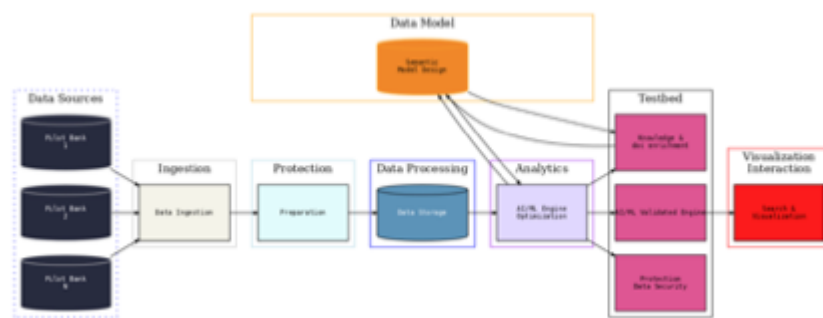 Data Model
Semantic
Model Design
Data Sources
Pilot Bank
1
Pilot Bank
2
Pilot Bank
N
Ingestion
Data Ingestion
Protection
Preparation
Data Processing
Data Storage
Analytics
AI/ML Engine
Optimization
Testbed
Knowledge &
doc enrichment
AI/ML Validated Engine
Protection
Data Security
Visualization
Interaction
Search &
Visualization